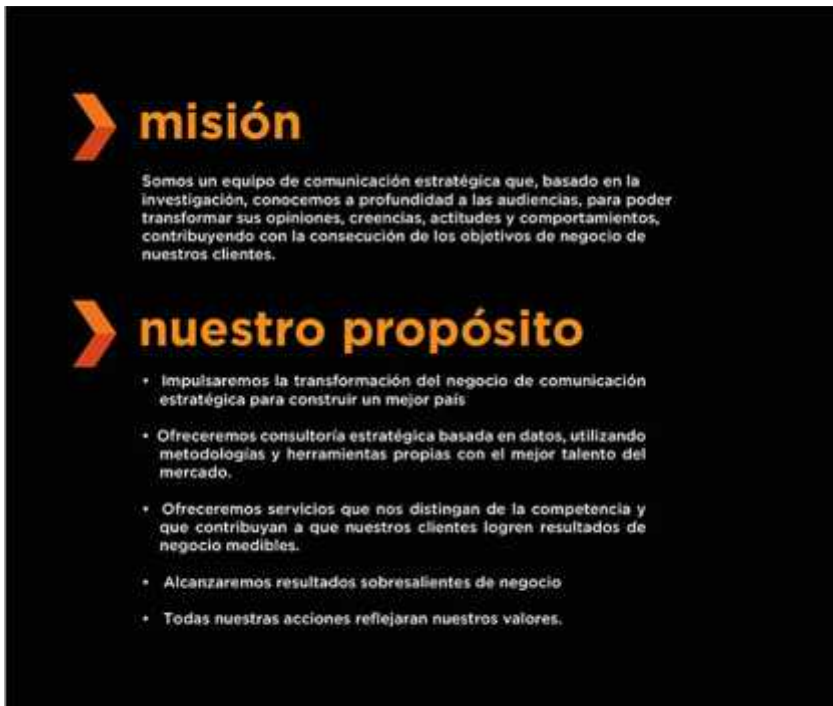 misión
Somos un equipo de comunicación estratégica que, basado en la
investigación, conocemos a profundidad a las audiencias, para poder
transformar sus opiniones, creencias, actitudes y comportamientos,
contribuyendo con la consecución de los objetivos de negocio de
nuestros clientes.
nuestro propósito
• Impulsaremos la transformación del negocio de comunicación
estratégica para construir un mejor país
• Ofreceremos consultoría estratégica basada en datos, utilizando
metodologías y herramientas propias con el mejor talento del
mercado.
• Ofreceremos servicios que nos distingan de la competencia y
que contribuyan a que nuestros clientes logren resultados de
negocio medibles.
• Alcanzaremos resultados sobresalientes de negocio
• Todas nuestras acciones reflejaran nuestros valores.